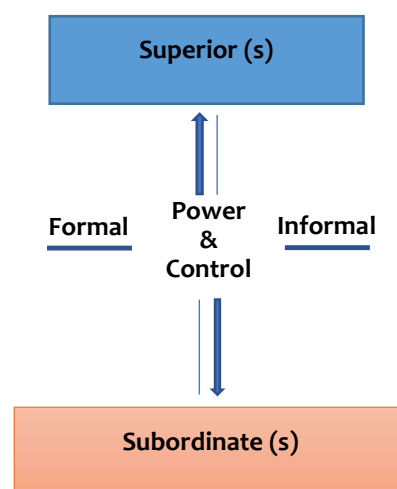 Superior (s)
Formal
Power
&
Control
Informal
Subordinate (s)